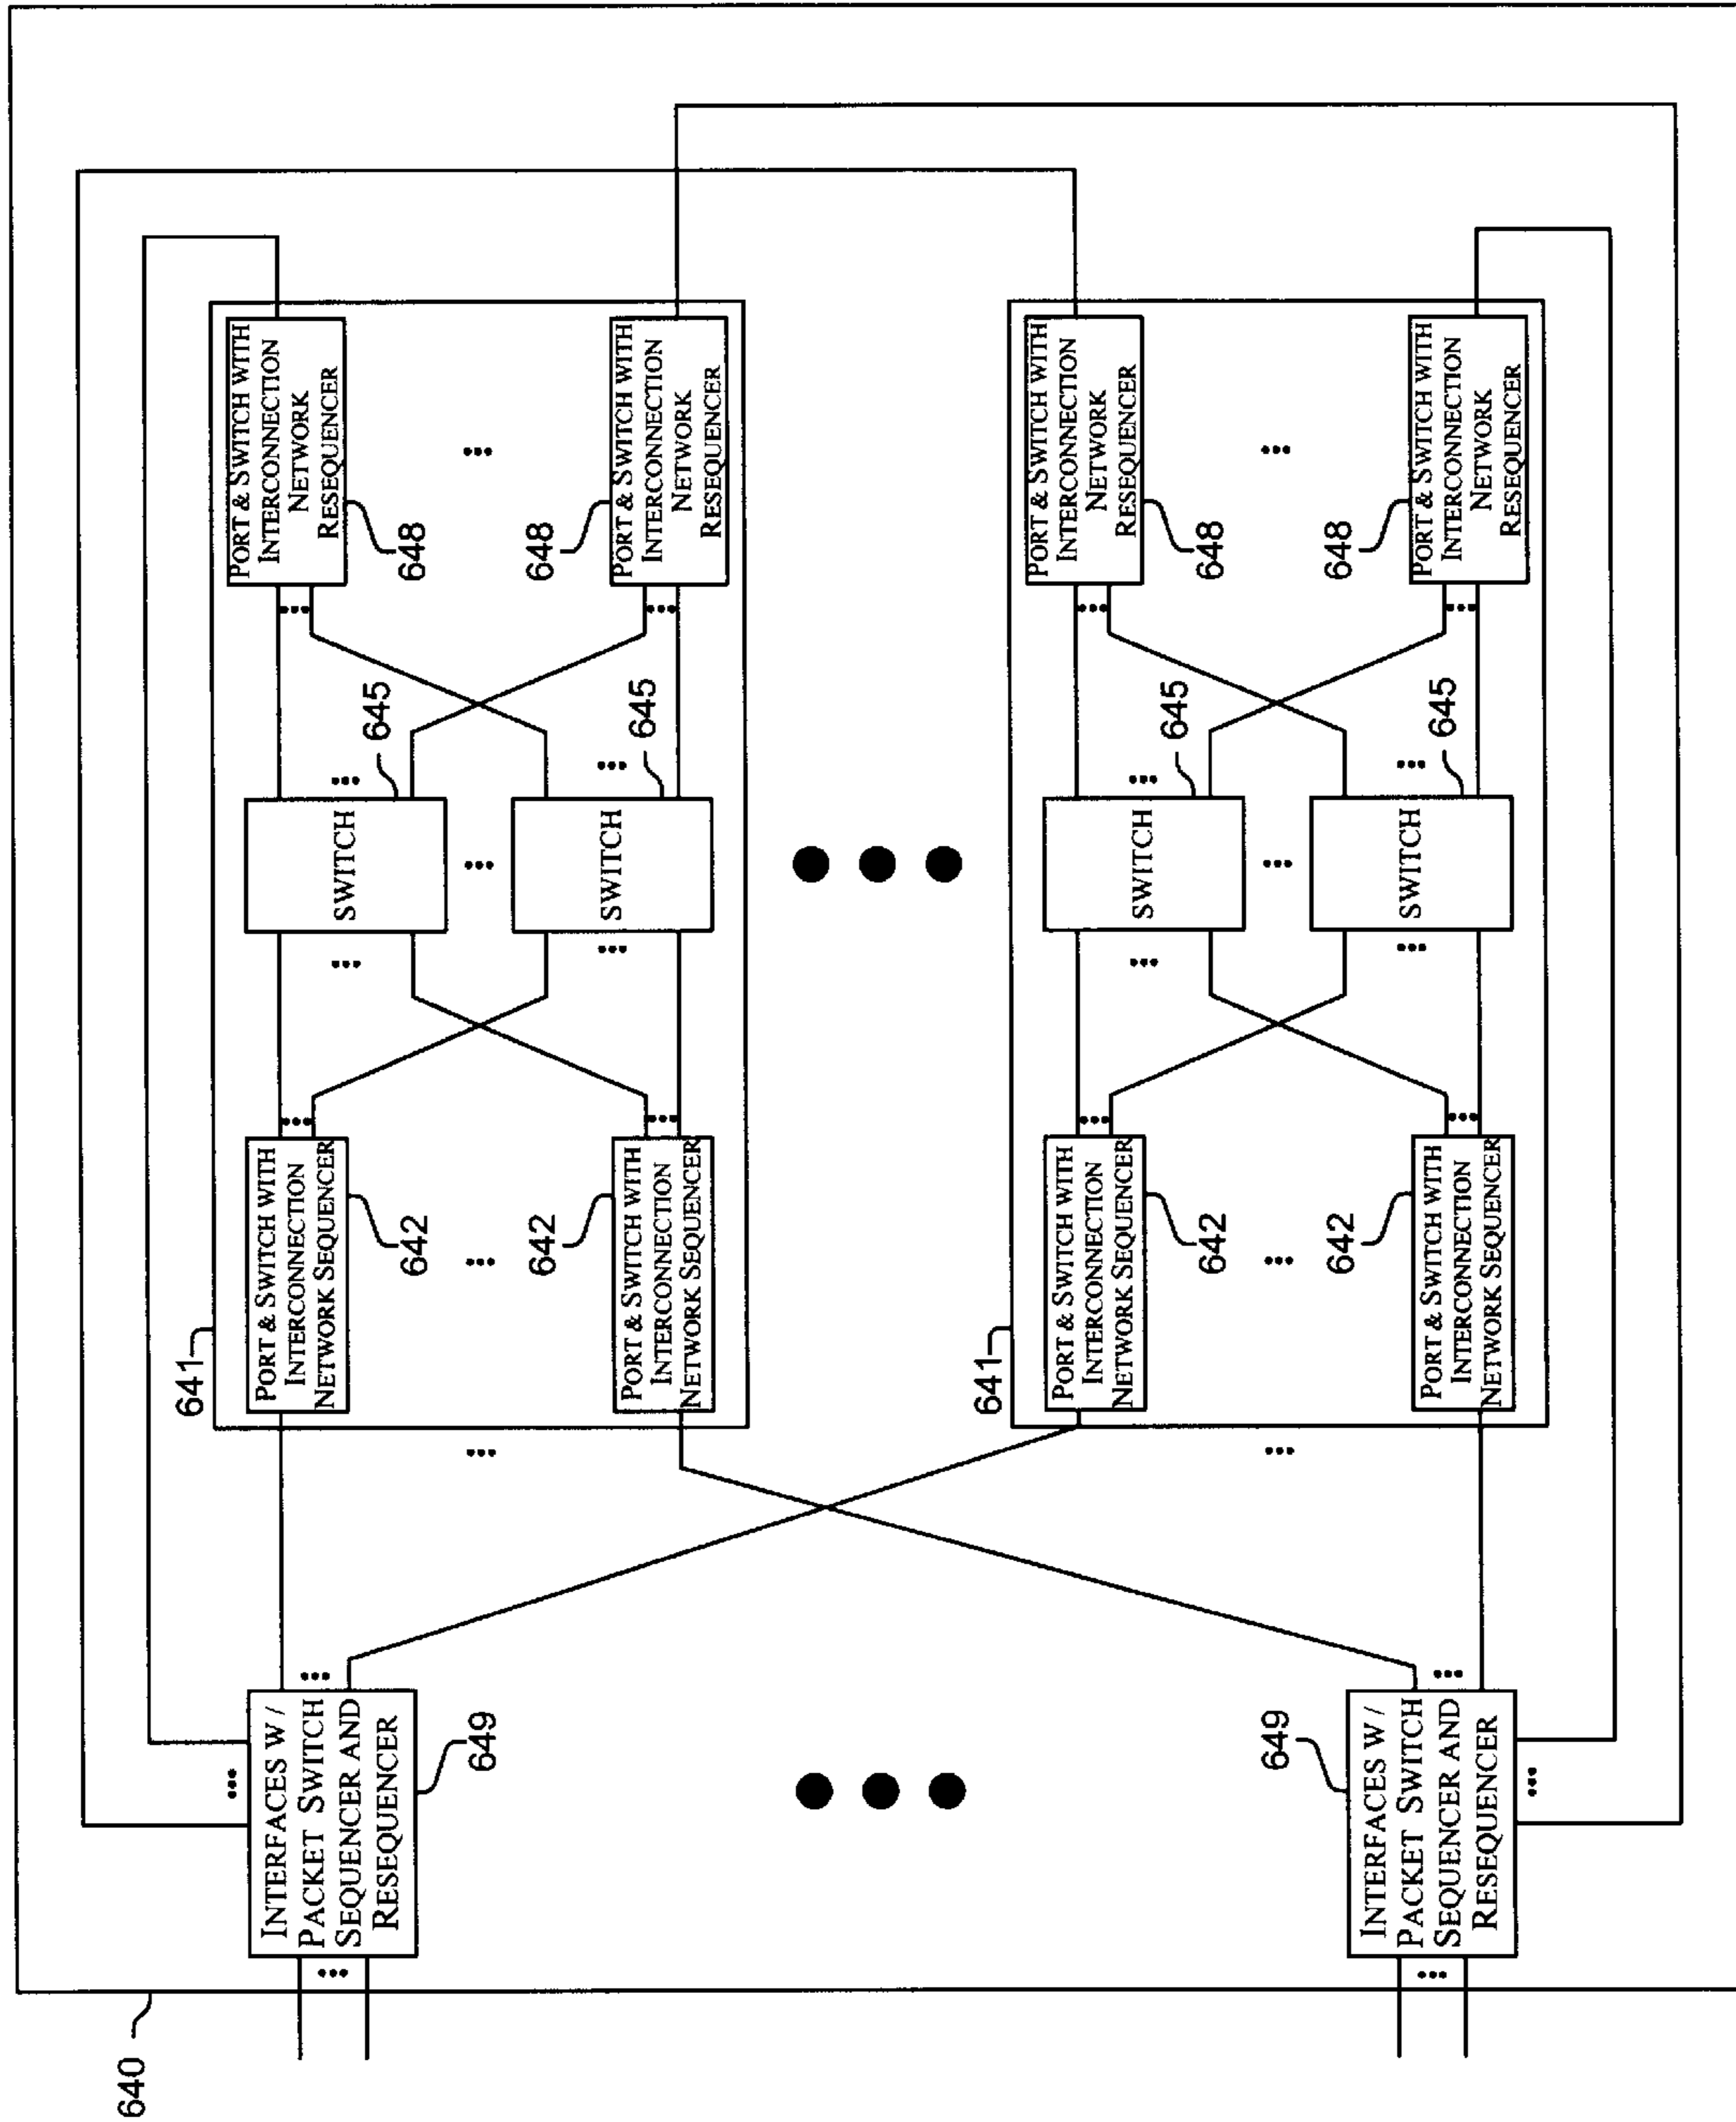 640
INTERFACES W /
PACKET SWITCH
SEQUENCER AND
RESEQUENCER
649
641
PORT & SWITCH WITH
INTERCONNECTION
NETWORK SEQUENCER
642
SWITCH
645
PORT & SWITCH WITH
INTERCONNECTION
NETWORK
RESEQUENCER
648
642
PORT & SWITCH WITH
INTERCONNECTION
NETWORK SEQUENCER
SWITCH
645
648
PORT & SWITCH WITH
INTERCONNECTION
NETWORK
RESEQUENCER
641
PORT & SWITCH WITH
INTERCONNECTION
NETWORK SEQUENCER
642
SWITCH
645
PORT & SWITCH WITH
INTERCONNECTION
NETWORK
RESEQUENCER
648
649
INTERFACES W /
PACKET SWITCH
SEQUENCER AND
RESEQUENCER
642
PORT & SWITCH WITH
INTERCONNECTION
NETWORK SEQUENCER
SWITCH
645
648
PORT & SWITCH WITH
INTERCONNECTION
NETWORK
RESEQUENCER